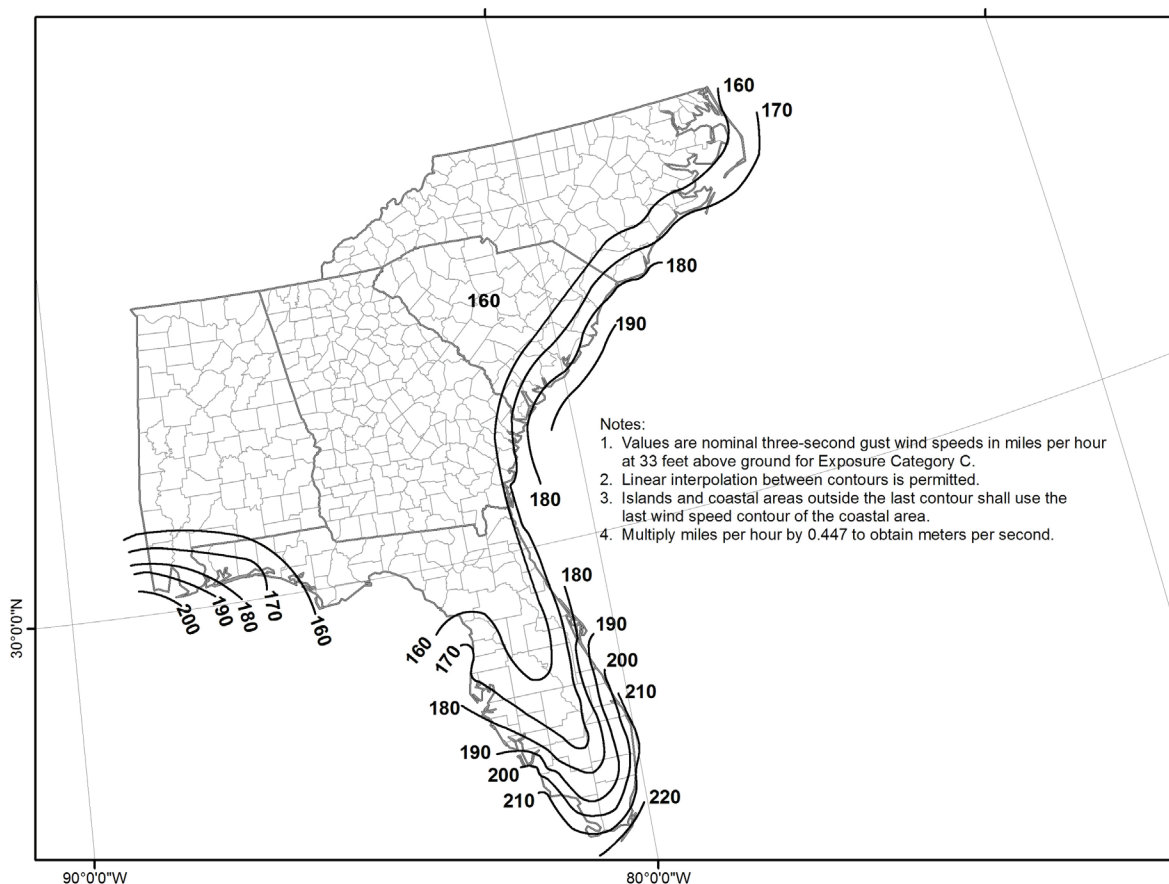 160
170
180
160
190
Notes:
1. Values are nominal three-second gust wind speeds in miles per hour
at 33 feet above ground for Exposure Category C.
2. Linear interpolation between contours is permitted.
3. Islands and coastal areas outside the last contour shall use the
last wind speed contour of the coastal area.
4. Multiply miles per hour by 0.447 to obtain meters per second.
180
180
200
190
180
170
160
190
160
170
200
210
180
190
200
210
220
30°0'0"N
90°0'0"W
80°0'0"W